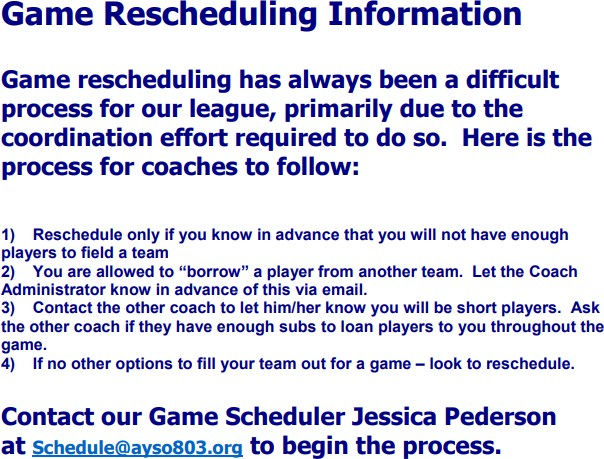 Game Rescheduling Information
Game rescheduling has always been a difficult
process for our league, primarily due to the
coordination effort required to do so.  Here is the
process for coaches to follow:
1)    Reschedule only if you know in advance that you will not have enough
players to field a team
2)    You are allowed to “borrow” a player from another team.  Let the Coach
Administrator know in advance of this via email.
3)    Contact the other coach to let him/her know you will be short players.  Ask
the other coach if they have enough subs to loan players to you throughout the
game.
4)    If no other options to fill your team out for a game – look to reschedule.
Contact our Game Scheduler Jessica Pederson
at Schedule@ayso803.org to begin the process.